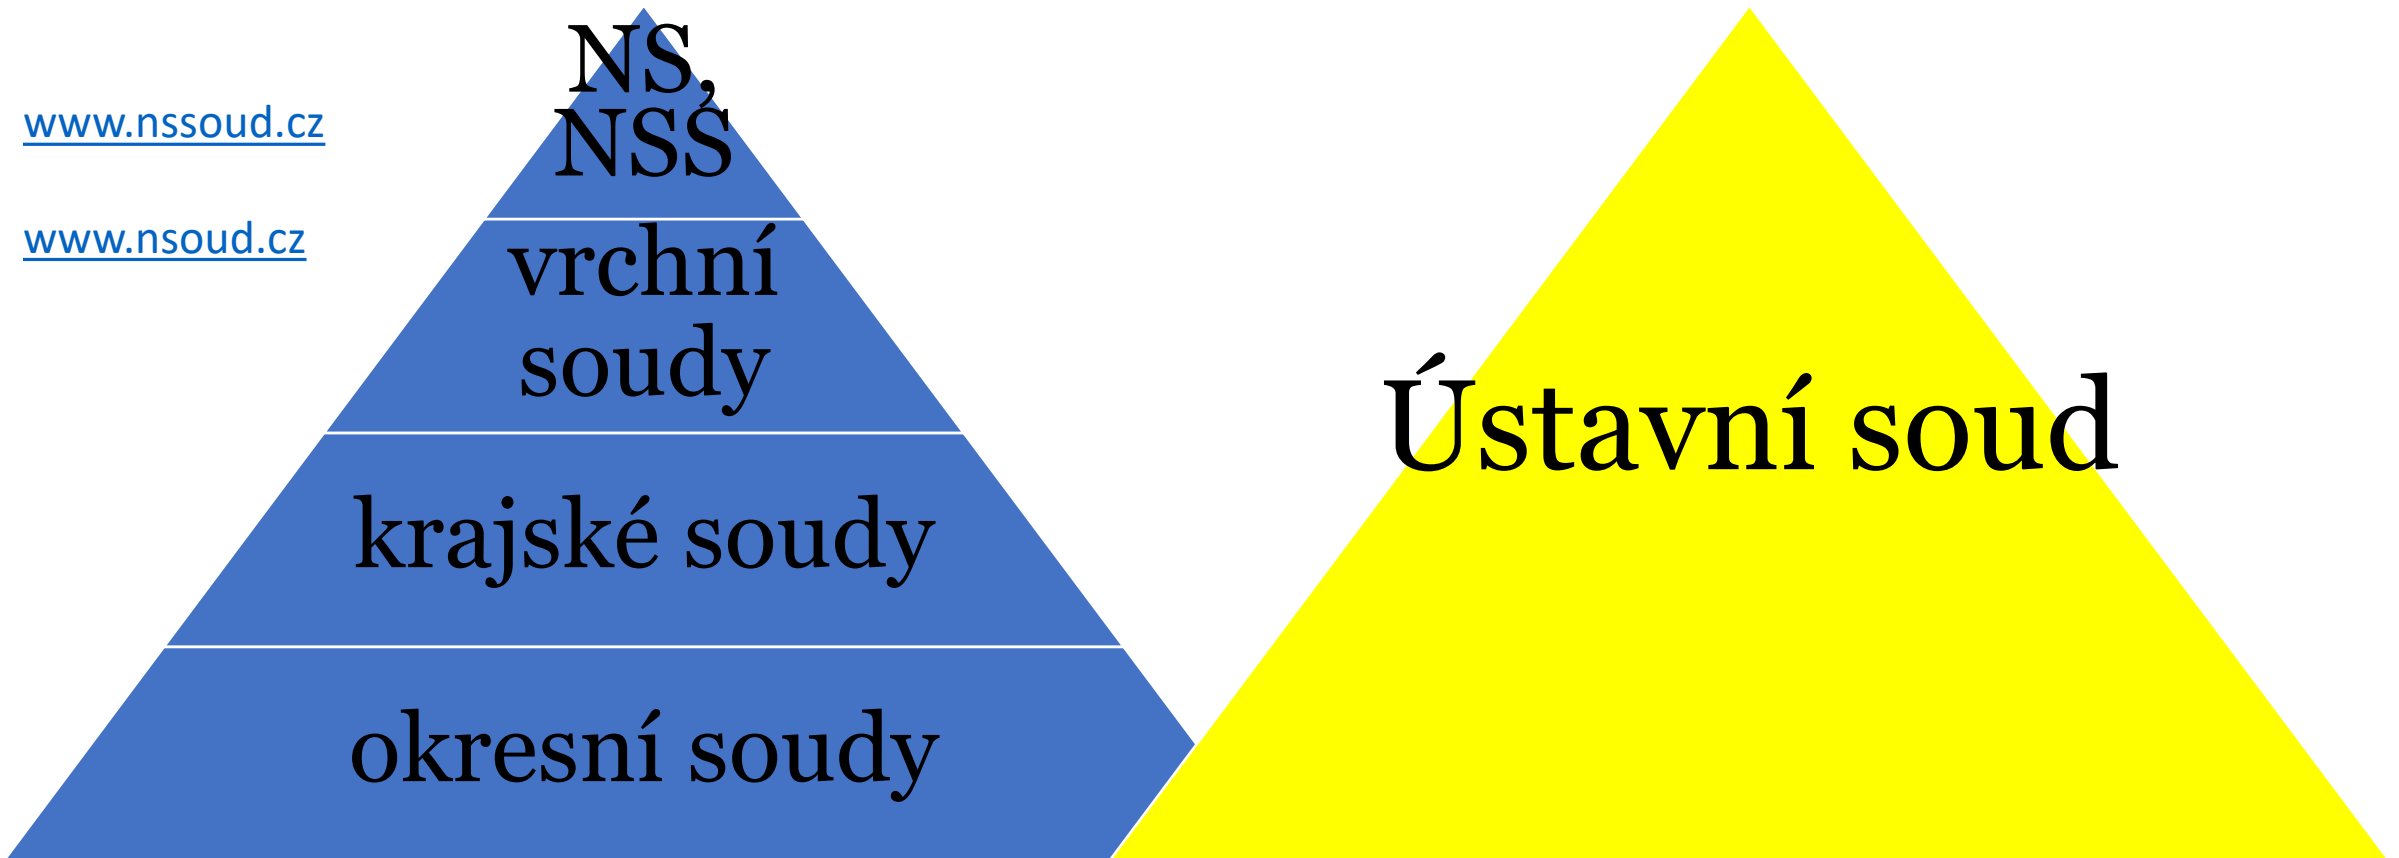 www.nssoud.cz
www.nsoud.cz
NS,
NSS
vrchní
soudy
krajské soudy
okresní soudy
Ústavní soud